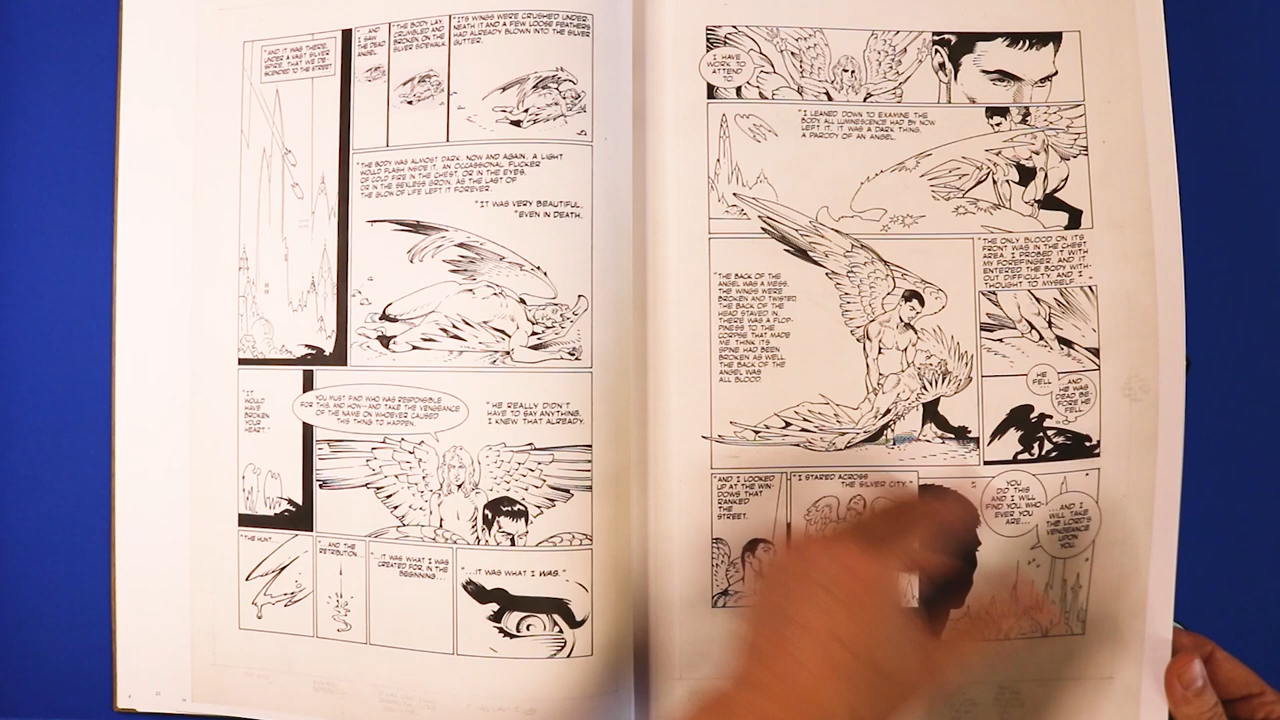 "AND IT WAS THERE,
UNDER A VAST SILVER
SPIRE, THAT WE DE-
SCENDED TO THE STREET
"...AND
I SAW
THE DEAD
ANGEL.
"THE BODY LAY,
CRUMBLED AND
BROKEN ON THE
SILVER SIDEWALK.
"ITS WINGS WERE CRUSHED UNDER-
NEATH IT AND A FEW LOOSE FEATHERS
HAD ALREADY BLOWN INTO THE SILVER
GUTTER.
"THE BODY WAS ALMOST DARK. NOW AND AGAIN, A LIGHT
WOULD FLASH INSIDE IT, AN OCCASSIONAL FLICKER
OF COLD FIRE IN THE CHEST, OR IN THE EYES,
OR IN THE SEXLESS GROIN, AS THE LAST OF
THE GLOW OF LIFE LEFT IT FOREVER.
"IT WAS VERY BEAUTIFUL,
"EVEN IN DEATH.
"IT
WOULD
HAVE
BROKEN
YOUR
HEART."
YOU MUST FIND WHO WAS RESPONSIBLE
FOR THIS, AND HOW--AND TAKE THE VENGEANCE
OF THE NAME ON WHOEVER CAUSED
THIS THING TO HAPPEN.
"HE REALLY DIDN'T
HAVE TO SAY ANYTHING.
I KNEW THAT ALREADY.
"THE HUNT...
"...AND THE
RETRIBUTION...
"...IT WAS WHAT I WAS
CREATED FOR, IN THE
BEGINNING...
"...IT WAS WHAT I WAS."
I HAVE
WORK TO
ATTEND
TO.
"I LEANED DOWN TO EXAMINE THE
BODY. ALL LUMINESCENCE HAD BY NOW
LEFT IT. IT WAS A DARK THING,
A PARODY OF AN ANGEL.
"THE BACK OF THE
ANGEL WAS A MESS.
THE WINGS WERE
BROKEN AND TWISTED,
THE BACK OF THE
HEAD STAVED IN.
THERE WAS A FLOP-
PINESS TO THE
CORPSE THAT MADE
ME THINK ITS
SPINE HAD BEEN
BROKEN AS WELL.
THE BACK OF THE
ANGEL WAS
ALL BLOOD.
"THE ONLY BLOOD ON ITS
FRONT WAS IN THE CHEST
AREA. I PROBED IT WITH
MY FOREFINGER, AND IT
ENTERED THE BODY WITH-
OUT DIFFICULTY. AND I
THOUGHT TO MYSELF...
HE
FELL...
...AND
HE WAS
DEAD BE-
FORE HE
FELL.
"AND I LOOKED
UP AT THE WIN-
DOWS THAT
RANKED
THE
STREET.
"I STARED ACROSS
THE SILVER CITY."
YOU
DID THIS
AND I WILL
FIND YOU, WHO-
EVER YOU
ARE...
...AND I
WILL TAKE
THE LORD'S
VENGEANCE
UPON
YOU.